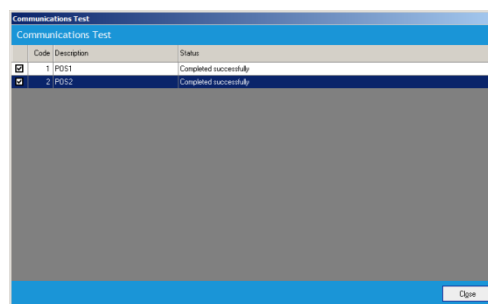 Communications Test
Communications Test
Code Description Status
1 POS1 Completed successfully
2 POS2 Completed successfully
Close